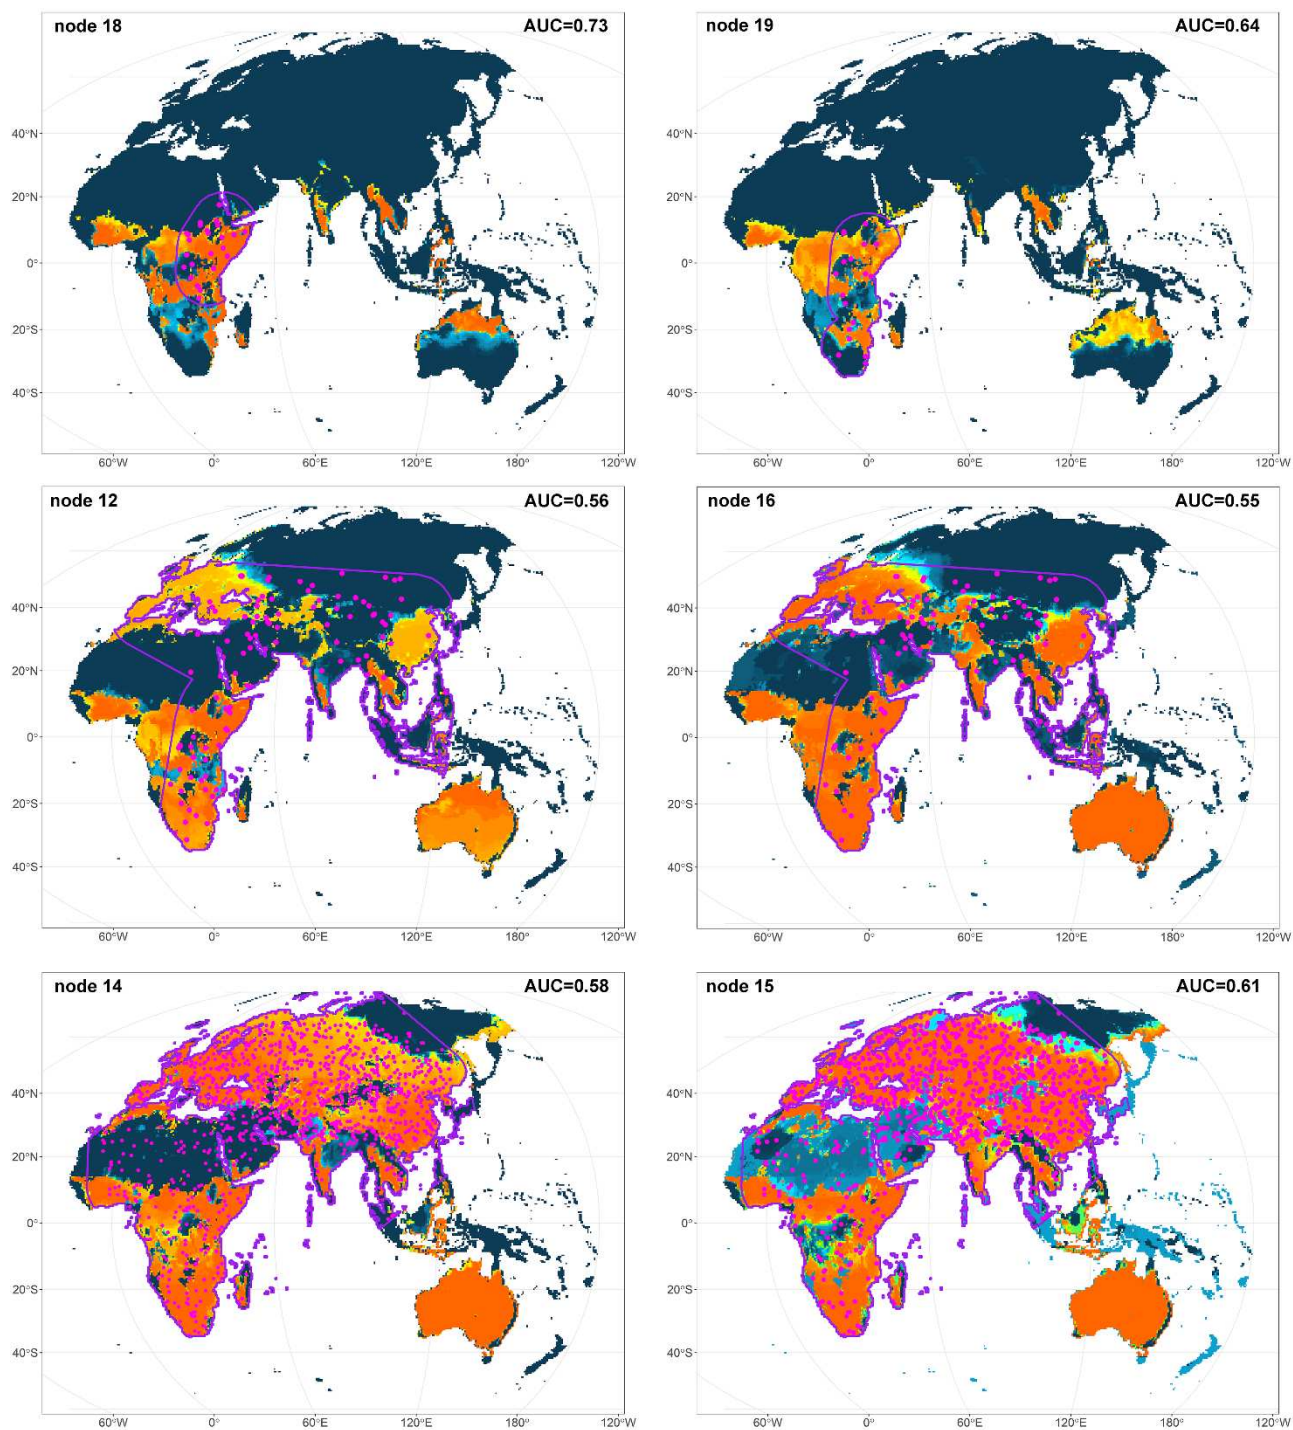 node 18 AUC=0.73 node 19 AUC=0.64
40°N 40°N
20°N 20°N
0° 0°
20°S 20°S
40°S 40°S
60°W 0° 60°E 120°E 180° 120°W 60°W 0° 60°E 120°E 180° 120°W
node 12 AUC=0.56 node 16 AUC=0.55
40°N 40°N
20°N 20°N
0° 0°
20°S 20°S
40°S 40°S
60°W 0° 60°E 120°E 180° 120°W 60°W 0° 60°E 120°E 180° 120°W
node 14 AUC=0.58 node 15 AUC=0.61
40°N 40°N
20°N 20°N
0° 0°
20°S 20°S
40°S 40°S
60°W 0° 60°E 120°E 180° 120°W 60°W 0° 60°E 120°E 180° 120°W